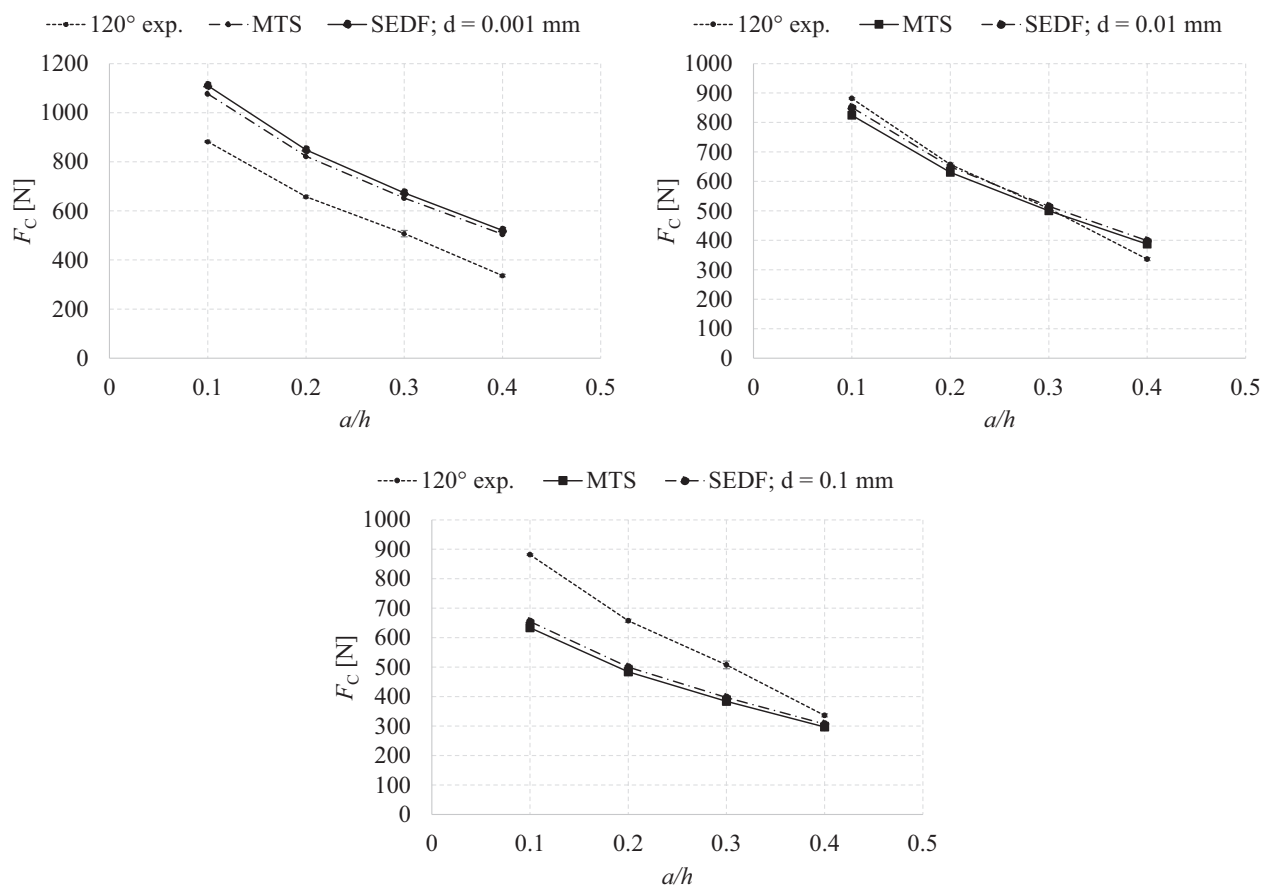 120° exp. MTS SEDF; d = 0.001 mm
1200
1000
800
600
400
200
0
F_C [N]
0 0.1 0.2 0.3 0.4 0.5
a/h
120° exp. MTS SEDF; d = 0.01 mm
1000
900
800
700
600
500
400
300
200
100
0
F_C [N]
0 0.1 0.2 0.3 0.4 0.5
a/h
120° exp. MTS SEDF; d = 0.1 mm
1000
900
800
700
600
500
400
300
200
100
0
F_C [N]
0 0.1 0.2 0.3 0.4 0.5
a/h